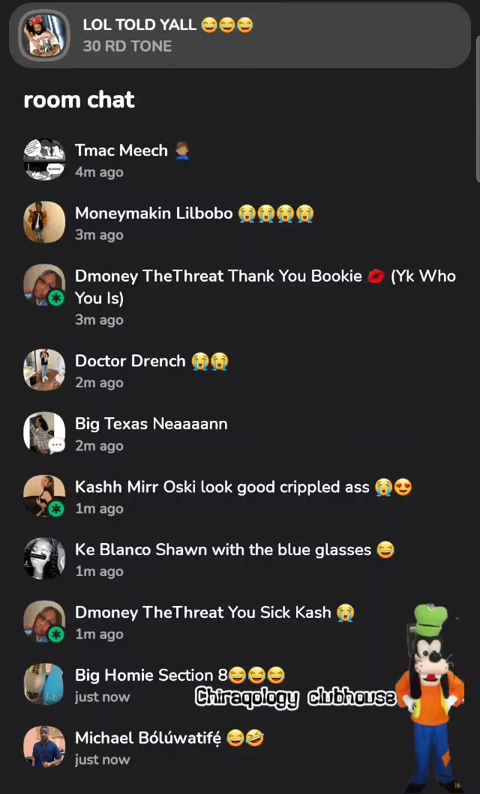 LOL TOLD YALL 😂😂😂
30 RD TONE
room chat
Tmac Meech 🤦🏾‍♂️
4m ago
Moneymakin Lilbobo 😭😭😭😭
3m ago
Dmoney TheThreat Thank You Bookie 💋 (Yk Who
You Is)
3m ago
Doctor Drench 😭😭
2m ago
Big Texas Neaaaann
2m ago
Kashh Mirr Oski look good crippled ass 😭😍
1m ago
Ke Blanco Shawn with the blue glasses 😂
1m ago
Dmoney TheThreat You Sick Kash 😭
1m ago
Big Homie Section 8😂😂😂
just now
Chiraqology clubhouse
Michael Bólúwatifẹ́ 😂🤣
just now